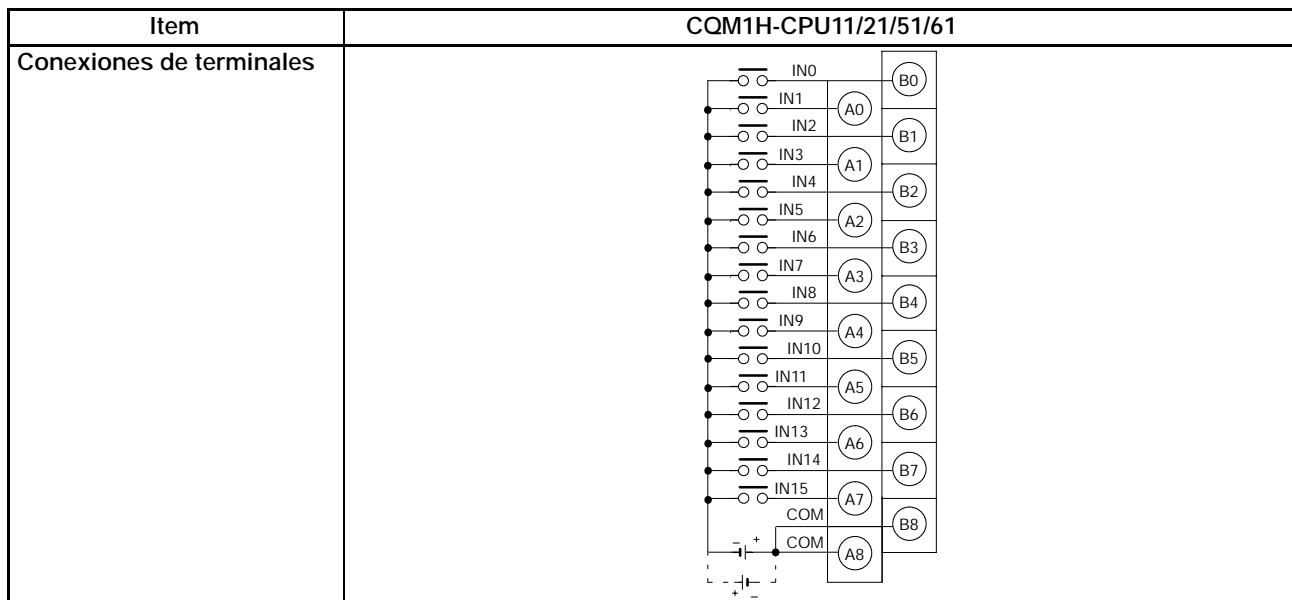 Item CQM1H-CPU11/21/51/61
Conexiones de terminales
IN0 B0
IN1 A0
IN2 B1
IN3 A1
IN4 B2
IN5 A2
IN6 B3
IN7 A3
IN8 B4
IN9 A4
IN10 B5
IN11 A5
IN12 B6
IN13 A6
IN14 B7
IN15 A7
COM B8
– +
COM A8
+ –